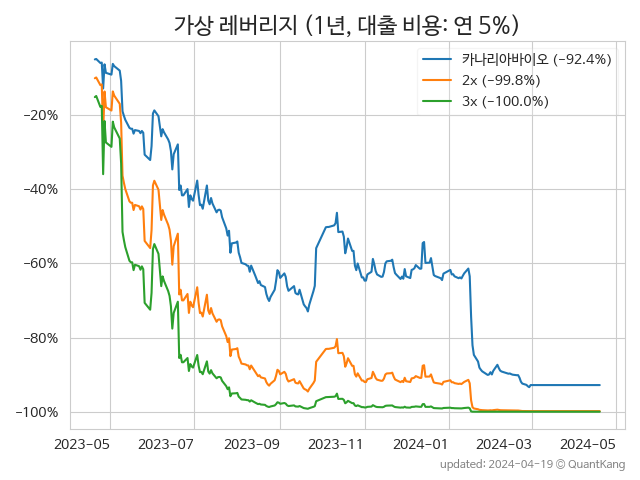 가상 레버리지 (1년, 대출 비용: 연 5%)
카나리아바이오 (−92.4%)
2x (−99.8%)
3x (−100.0%)
−20%
−40%
−60%
−80%
−100%
2023-05 2023-07 2023-09 2023-11 2024-01 2024-03 2024-05
updated: 2024-04-19 © QuantKang